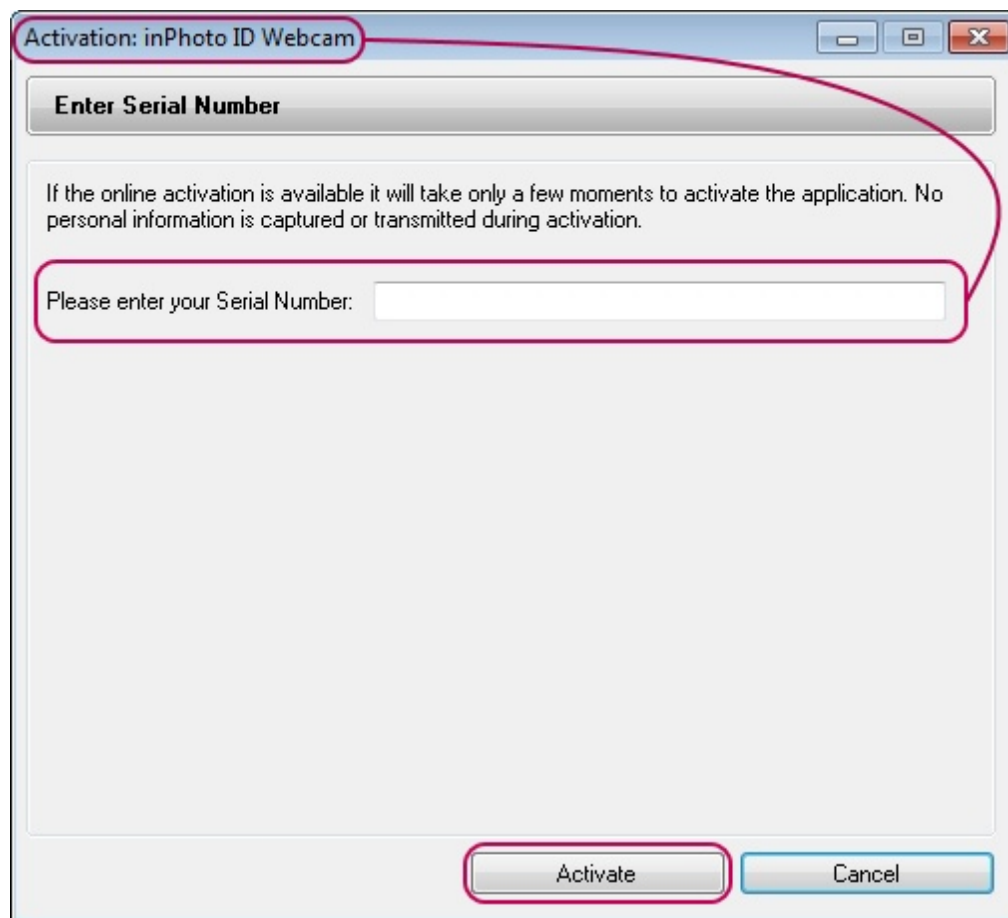 Activation: inPhoto ID Webcam
Enter Serial Number
If the online activation is available it will take only a few moments to activate the application. No
personal information is captured or transmitted during activation.
Please enter your Serial Number:
Activate
Cancel